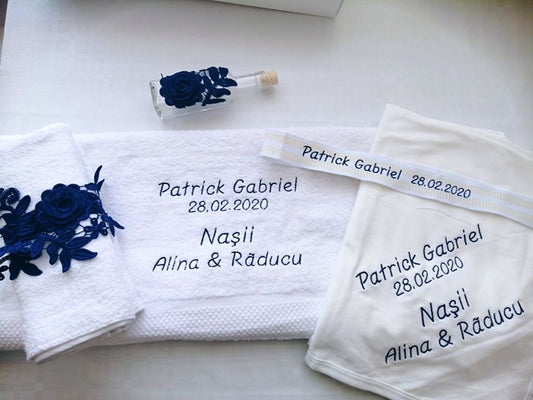 Patrick Gabriel
28.02.2020
Nașii
Alina & Răducu
Patrick Gabriel 28.02.2020
Patrick Gabriel
28.02.2020
Nașii
Alina & Răducu